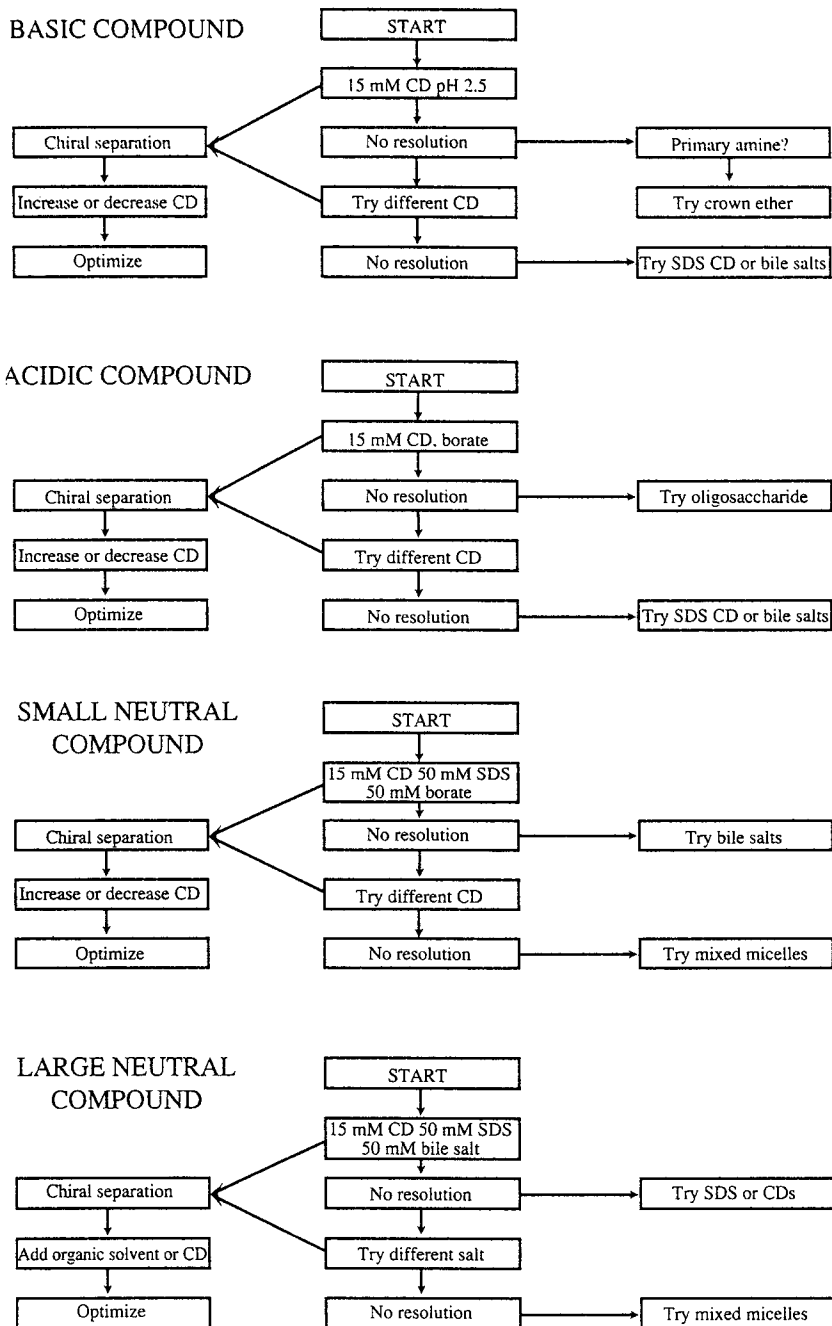 BASIC COMPOUND
START
15 mM CD pH 2.5
Chiral separation
No resolution
Primary amine?
Increase or decrease CD
Try different CD
Try crown ether
Optimize
No resolution
Try SDS CD or bile salts
ACIDIC COMPOUND
START
15 mM CD, borate
Chiral separation
No resolution
Try oligosaccharide
Increase or decrease CD
Try different CD
Optimize
No resolution
Try SDS CD or bile salts
SMALL NEUTRAL
COMPOUND
START
15 mM CD 50 mM SDS
50 mM borate
Chiral separation
No resolution
Try bile salts
Increase or decrease CD
Try different CD
Optimize
No resolution
Try mixed micelles
LARGE NEUTRAL
COMPOUND
START
15 mM CD 50 mM SDS
50 mM bile salt
Chiral separation
No resolution
Try SDS or CDs
Add organic solvent or CD
Try different salt
Optimize
No resolution
Try mixed micelles